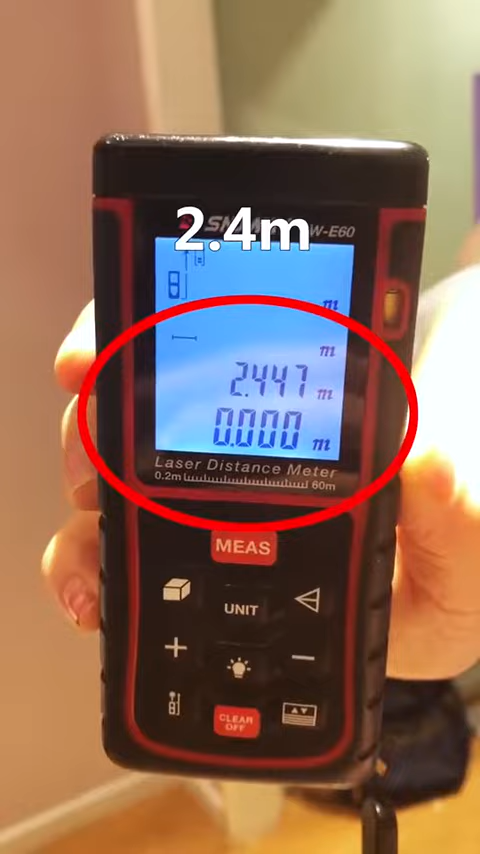 2.4m
W-E60
m
m
2.447 m
0.000 m
Laser Distance Meter
0.2m 60m
MEAS
UNIT
+
−
CLEAR
OFF